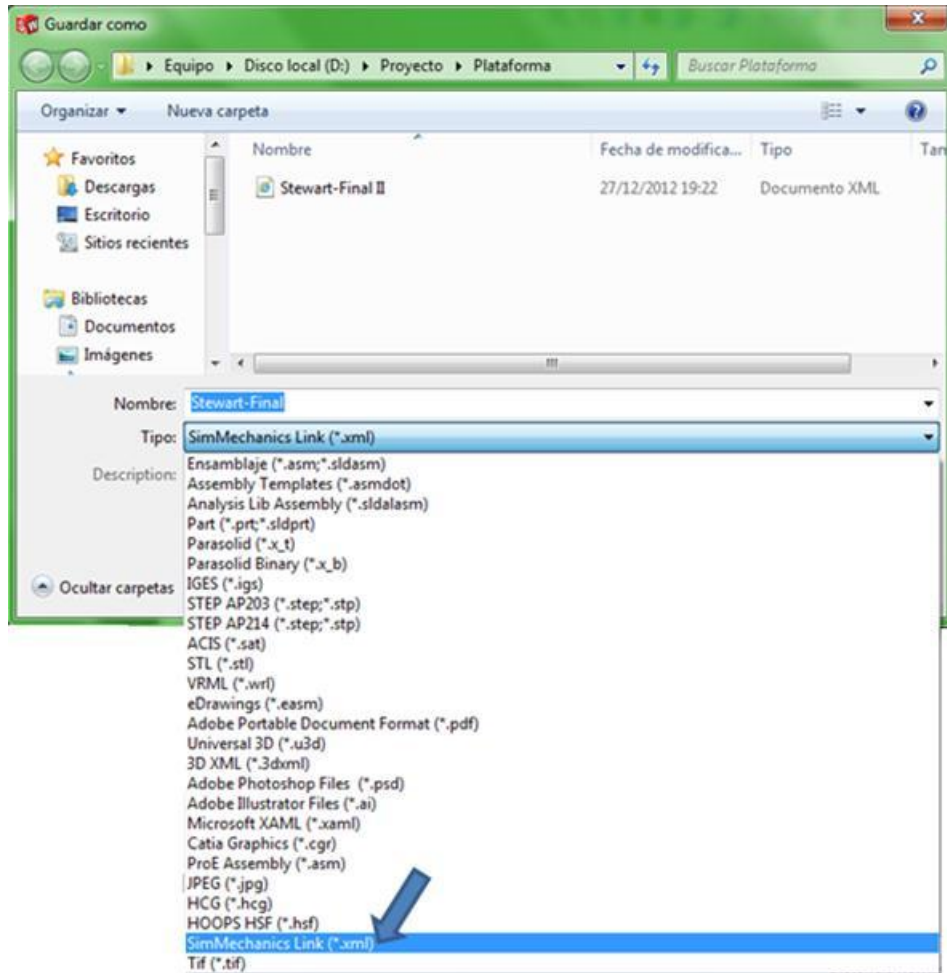 Guardar como
Equipo Disco local (D:) Proyecto Plataforma Buscar Plataforma
Organizar Nueva carpeta
Nombre Fecha de modifica... Tipo Tam
Favoritos
Descargas
Escritorio
Sitios recientes
Bibliotecas
Documentos
Imágenes
Stewart-Final II 27/12/2012 19:22 Documento XML
Nombre: Stewart-Final
Tipo: SimMechanics Link (*.xml)
Description:
Ocultar carpetas
Ensamblaje (*.asm;*.sldasm)
Assembly Templates (*.asmdot)
Analysis Lib Assembly (*.sldalasm)
Part (*.prt;*.sldprt)
Parasolid (*.x_t)
Parasolid Binary (*.x_b)
IGES (*.igs)
STEP AP203 (*.step;*.stp)
STEP AP214 (*.step;*.stp)
ACIS (*.sat)
STL (*.stl)
VRML (*.wrl)
eDrawings (*.easm)
Adobe Portable Document Format (*.pdf)
Universal 3D (*.u3d)
3D XML (*.3dxml)
Adobe Photoshop Files (*.psd)
Adobe Illustrator Files (*.ai)
Microsoft XAML (*.xaml)
Catia Graphics (*.cgr)
ProE Assembly (*.asm)
JPEG (*.jpg)
HCG (*.hcg)
HOOPS HSF (*.hsf)
SimMechanics Link (*.xml)
Tif (*.tif)